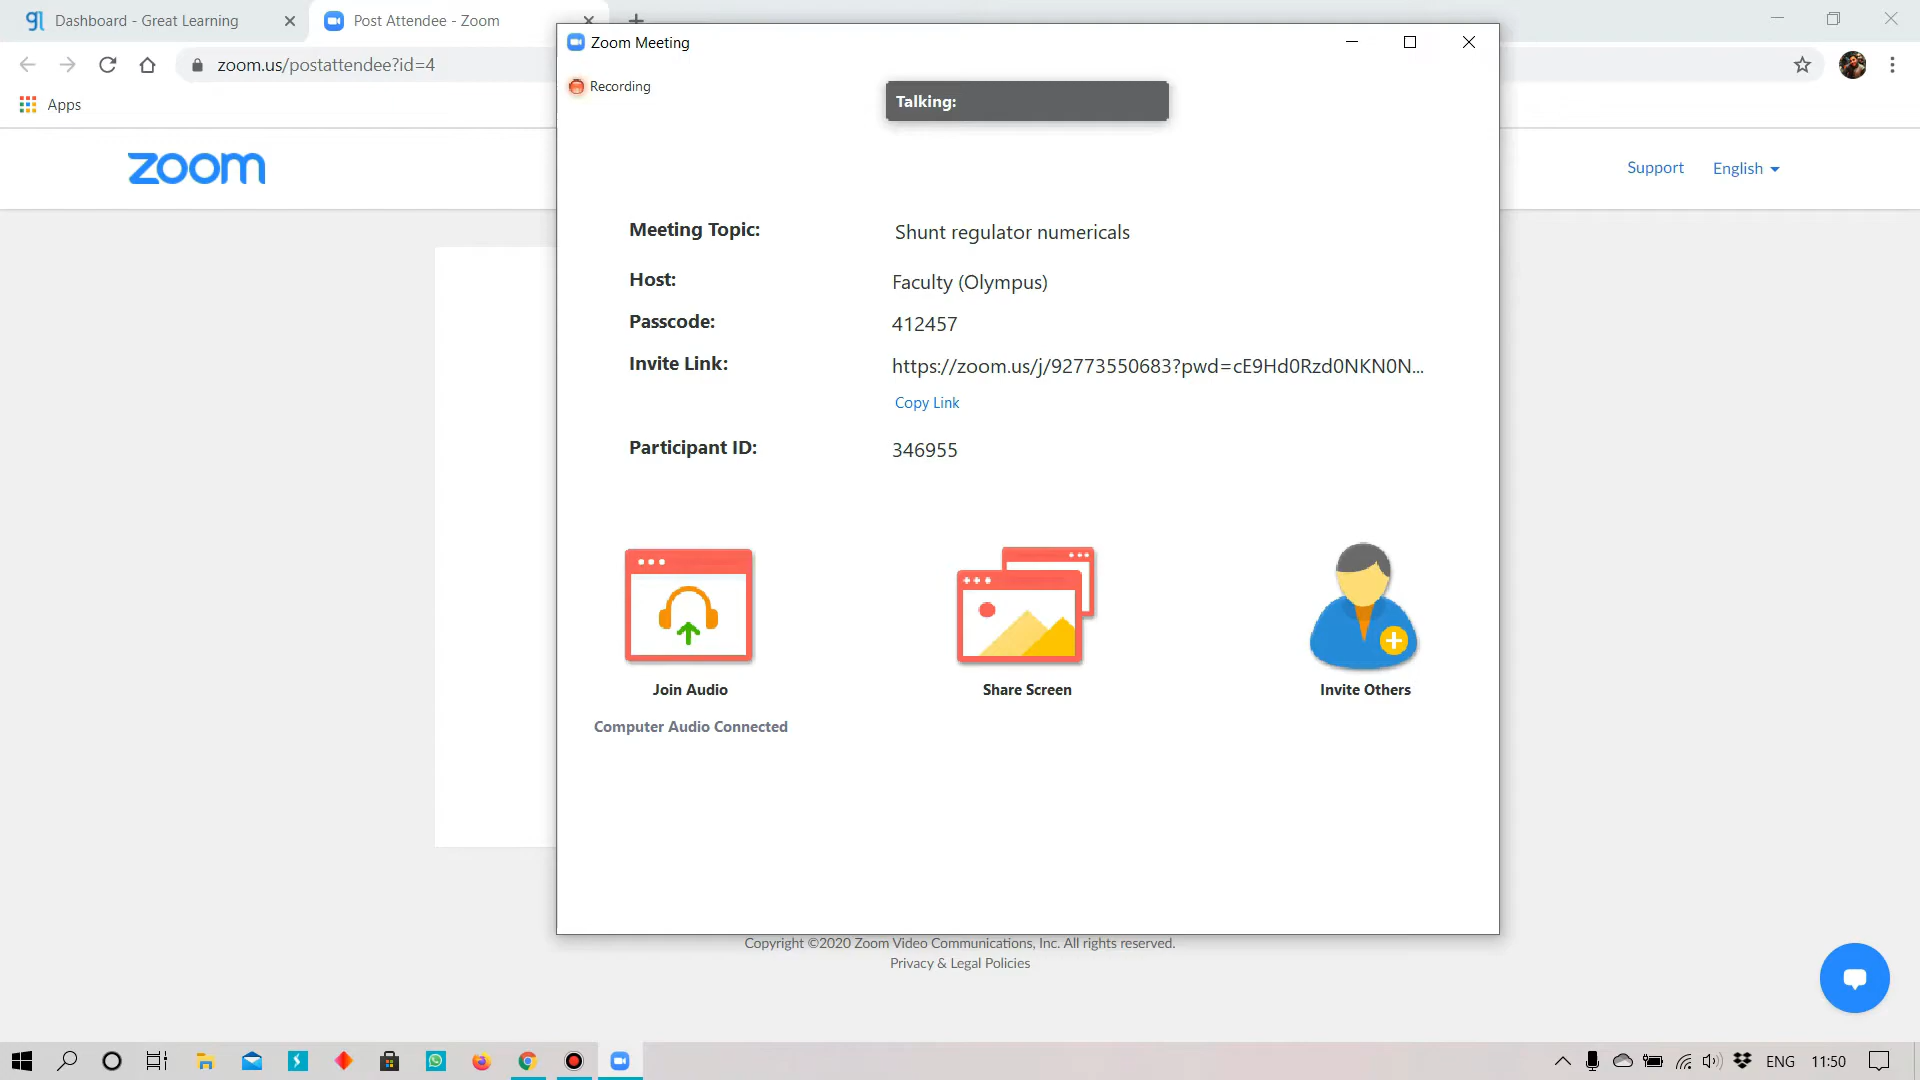 Dashboard - Great Learning
Post Attendee - Zoom
zoom.us/postattendee?id=4
Apps
zoom
Support
English
Zoom Meeting
Recording
Talking:
Meeting Topic:
Shunt regulator numericals
Host:
Faculty (Olympus)
Passcode:
412457
Invite Link:
https://zoom.us/j/92773550683?pwd=cE9Hd0Rzd0NKN0N...
Copy Link
Participant ID:
346955
Join Audio
Share Screen
Invite Others
Computer Audio Connected
Copyright ©2020 Zoom Video Communications, Inc. All rights reserved.
Privacy & Legal Policies
ENG
11:50